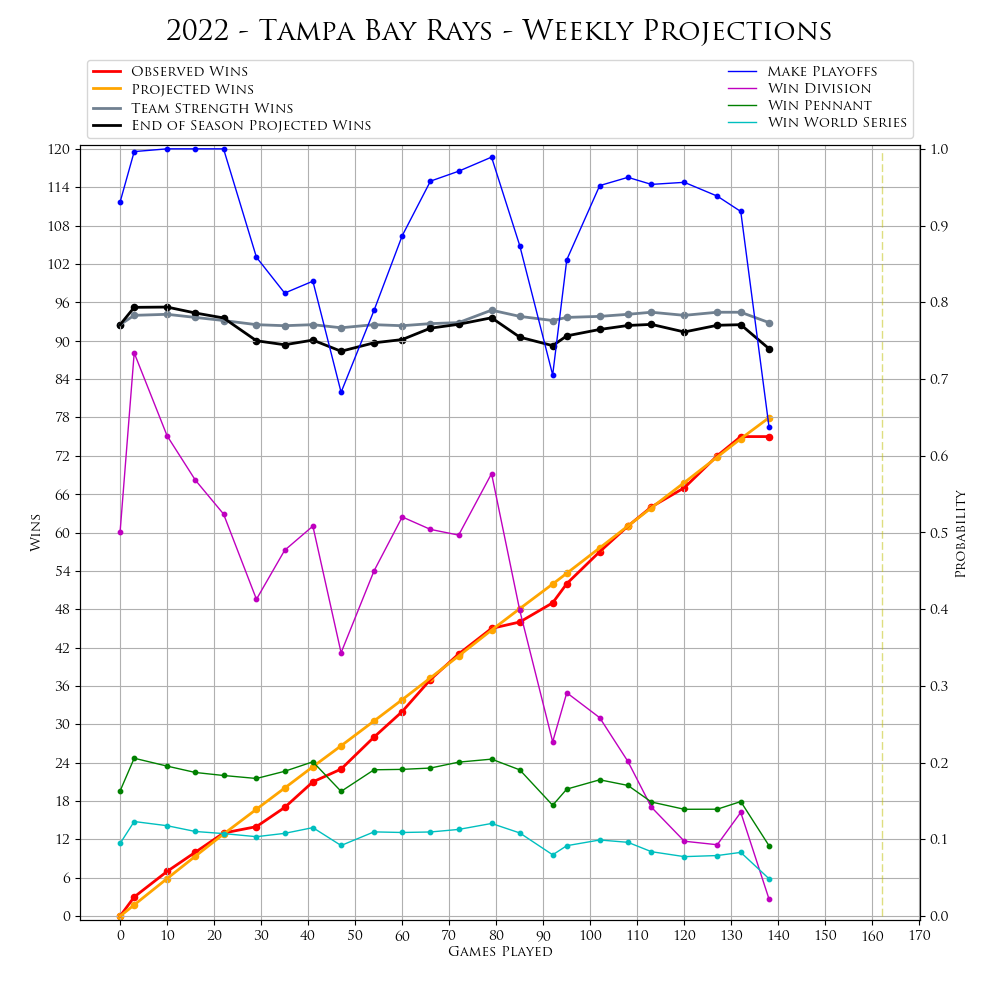 2022 - Tampa Bay Rays - Weekly Projections
Observed Wins
Projected Wins
Team Strength Wins
End of Season Projected Wins
Make Playoffs
Win Division
Win Pennant
Win World Series
120
114
108
102
96
90
84
78
72
66
60
54
48
42
36
30
24
18
12
6
0
Wins
1.0
0.9
0.8
0.7
0.6
0.5
0.4
0.3
0.2
0.1
0.0
Probability
0 10 20 30 40 50 60 70 80 90 100 110 120 130 140 150 160 170
Games Played